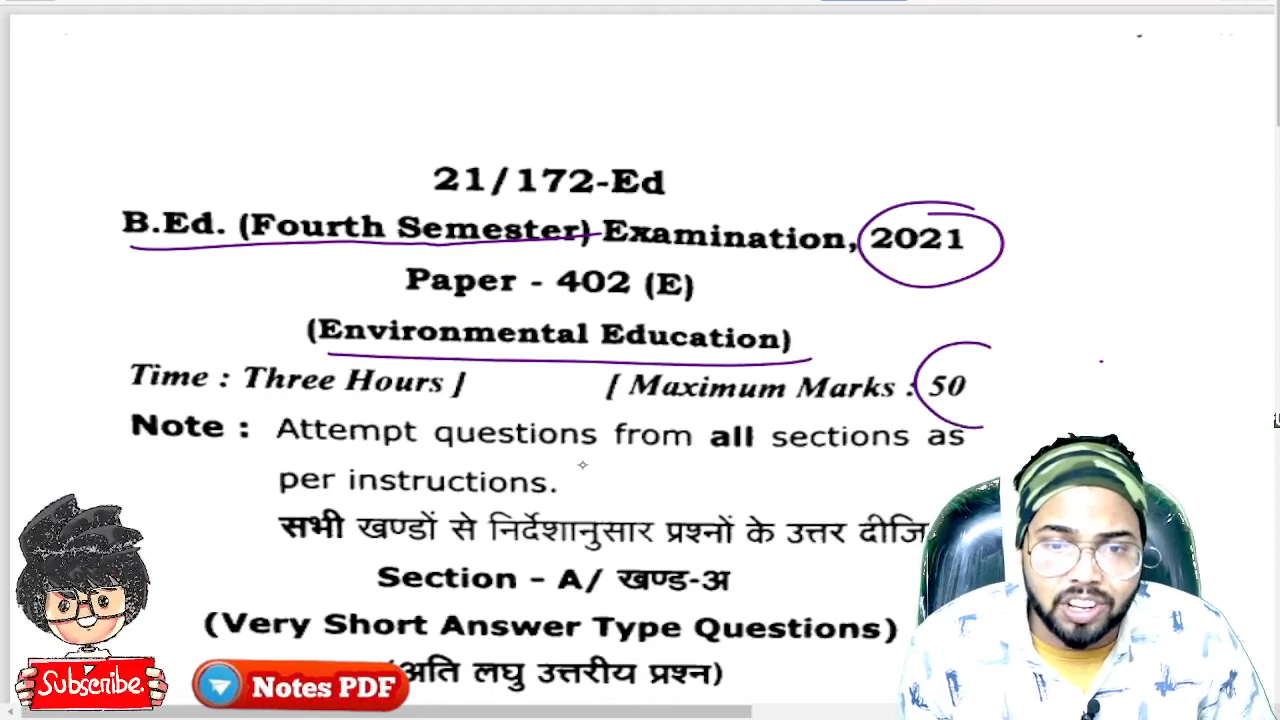 21/172-Ed
B.Ed. (Fourth Semester) Examination, 2021
Paper - 402 (E)
(Environmental Education)
Time : Three Hours ] [ Maximum Marks : 50
Note : Attempt questions from all sections as
per instructions.
सभी खण्डों से निर्देशानुसार प्रश्नों के उत्तर
Section - A/ खण्ड-अ
(Very Short Answer Type Questions)
(अति लघु उत्तरीय प्रश्न)
Subscribe.
Notes PDF